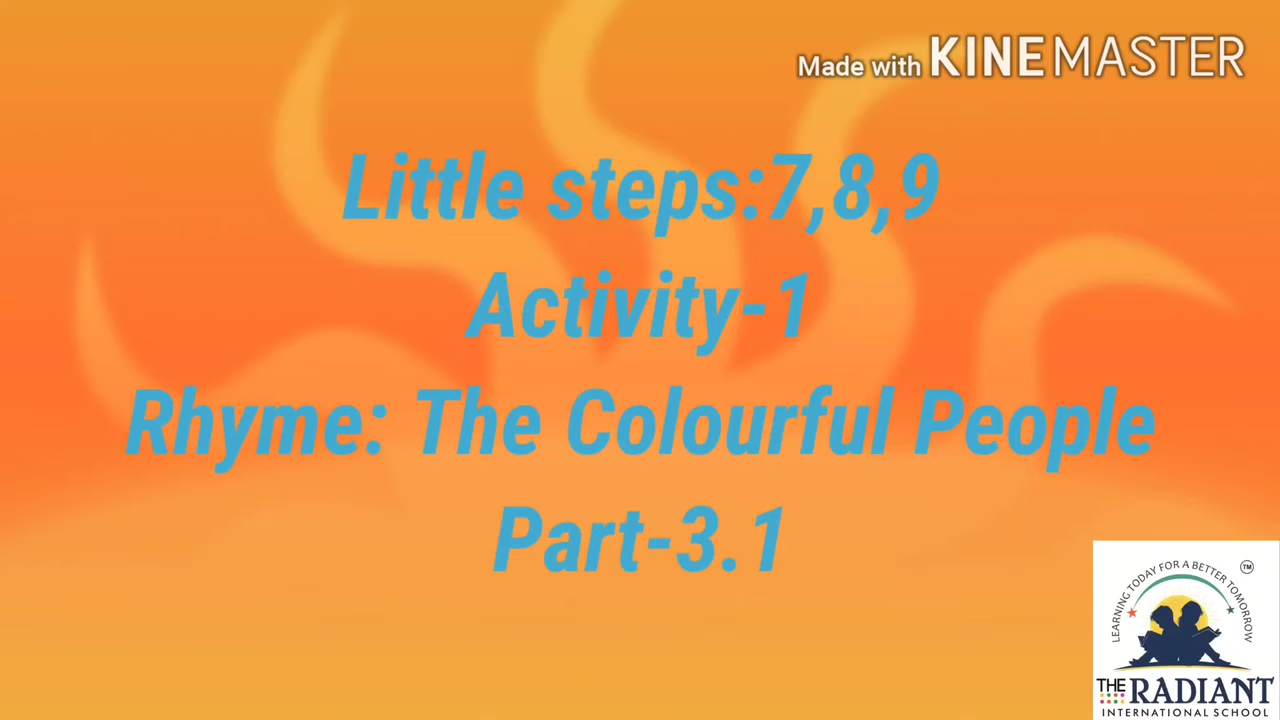 Made with KINEMASTER
Little steps:7,8,9
Activity-1
Rhyme: The Colourful People
Part-3.1
LEARNING TODAY FOR A BETTER TOMORROW
TM
THE RADIANT
INTERNATIONAL SCHOOL